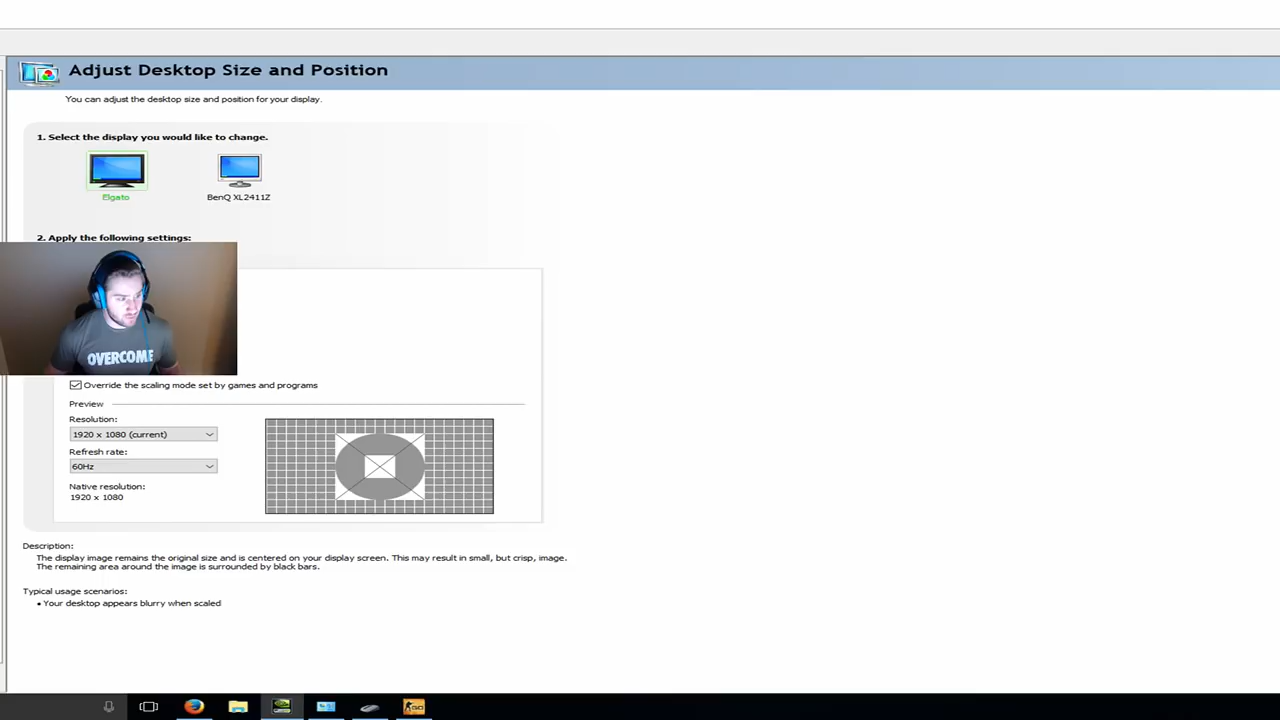 Adjust Desktop Size and Position
You can adjust the desktop size and position for your display.
1. Select the display you would like to change.
Elgato
BenQ XL2411Z
2. Apply the following settings:
OVERCOME
Override the scaling mode set by games and programs
Preview
Resolution:
1920 x 1080 (current)
Refresh rate:
60Hz
Native resolution:
1920 x 1080
Description:
The display image remains the original size and is centered on your display screen. This may result in small, but crisp, image.
The remaining area around the image is surrounded by black bars.
Typical usage scenarios:
• Your desktop appears blurry when scaled
GO